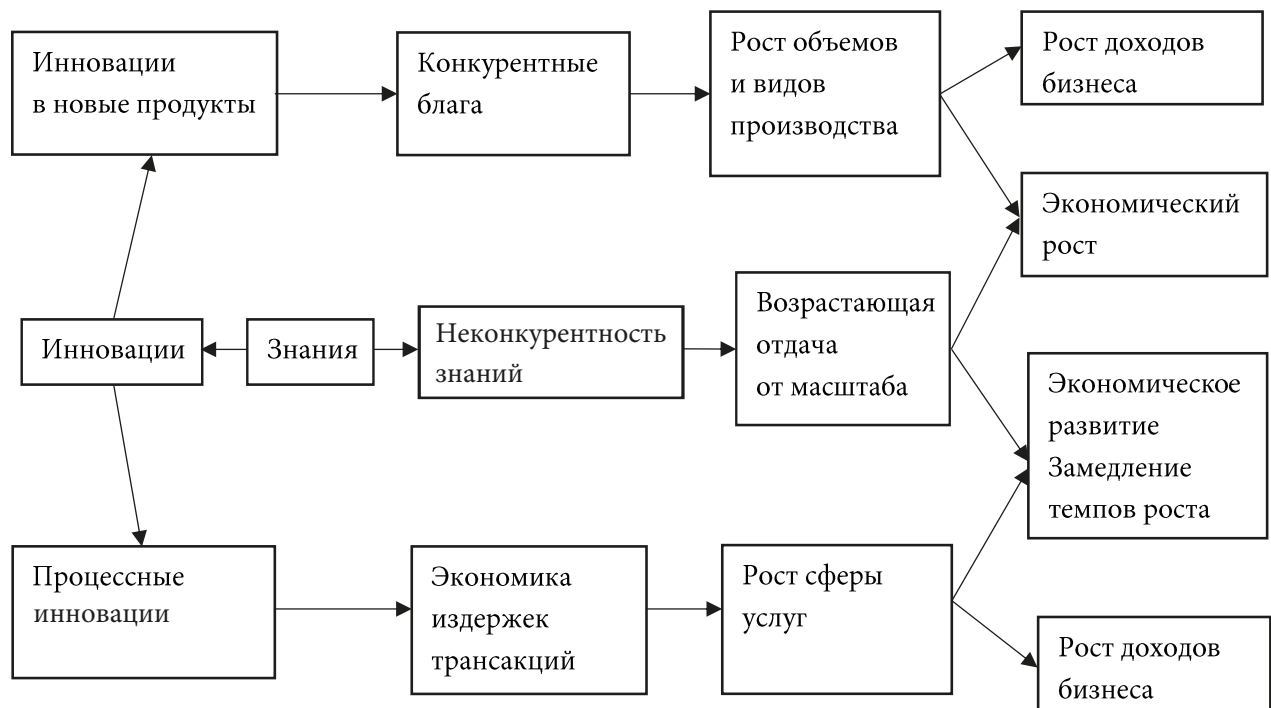 Инновации
в новые продукты
Конкурентные
блага
Рост объемов
и видов
производства
Рост доходов
бизнеса
Экономический
рост
Инновации
Знания
Неконкурентность
знаний
Возрастающая
отдача
от масштаба
Экономическое
развитие
Замедление
темпов роста
Процессные
инновации
Экономика
издержек
трансакций
Рост сферы
услуг
Рост доходов
бизнеса